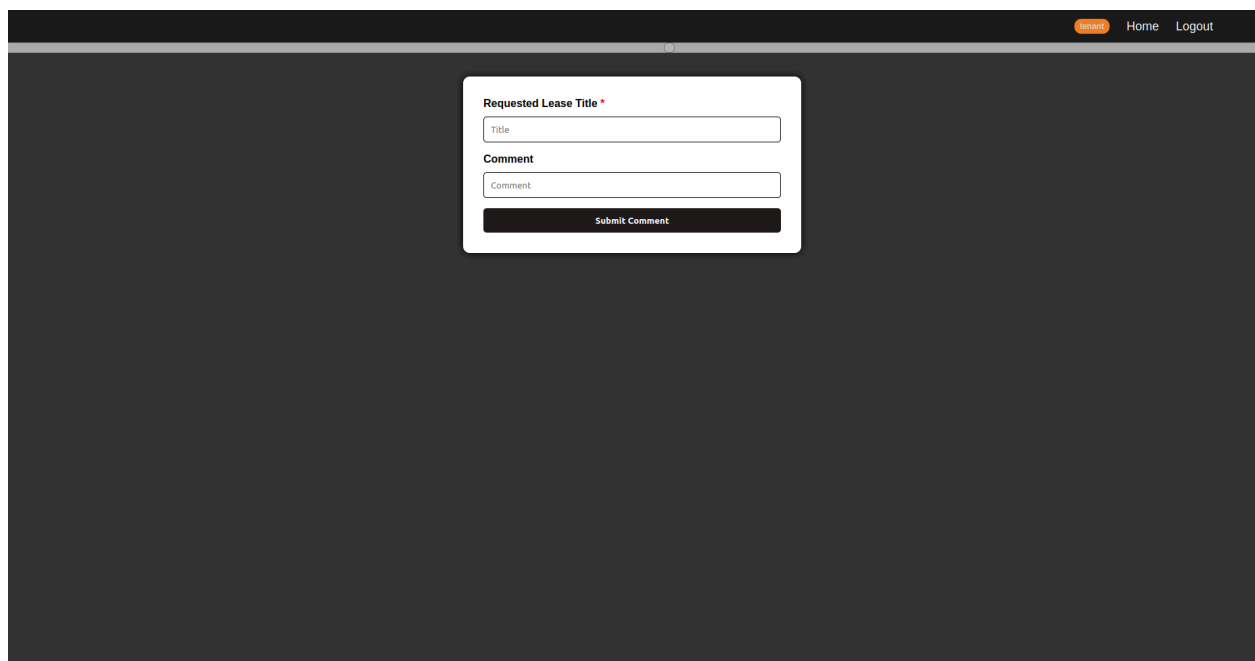 tenant Home Logout
Requested Lease Title *
Title
Comment
Comment
Submit Comment